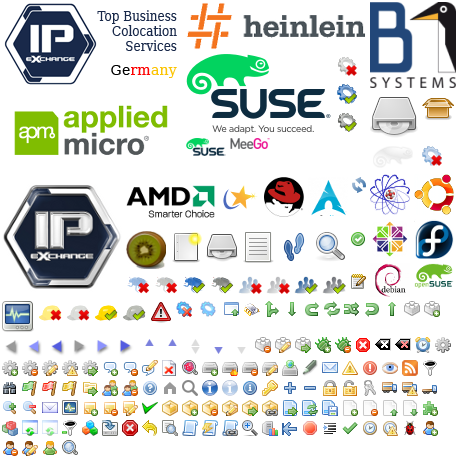 IP
EXCHANGE
Top Business
Colocation
Services
Germany
heinlein
B1
SYSTEMS
SUSE
We adapt. You succeed.
SUSE MeeGo
apm applied
micro
AMD
Smarter Choice
IP
EXCHANGE
debian
openSUSE